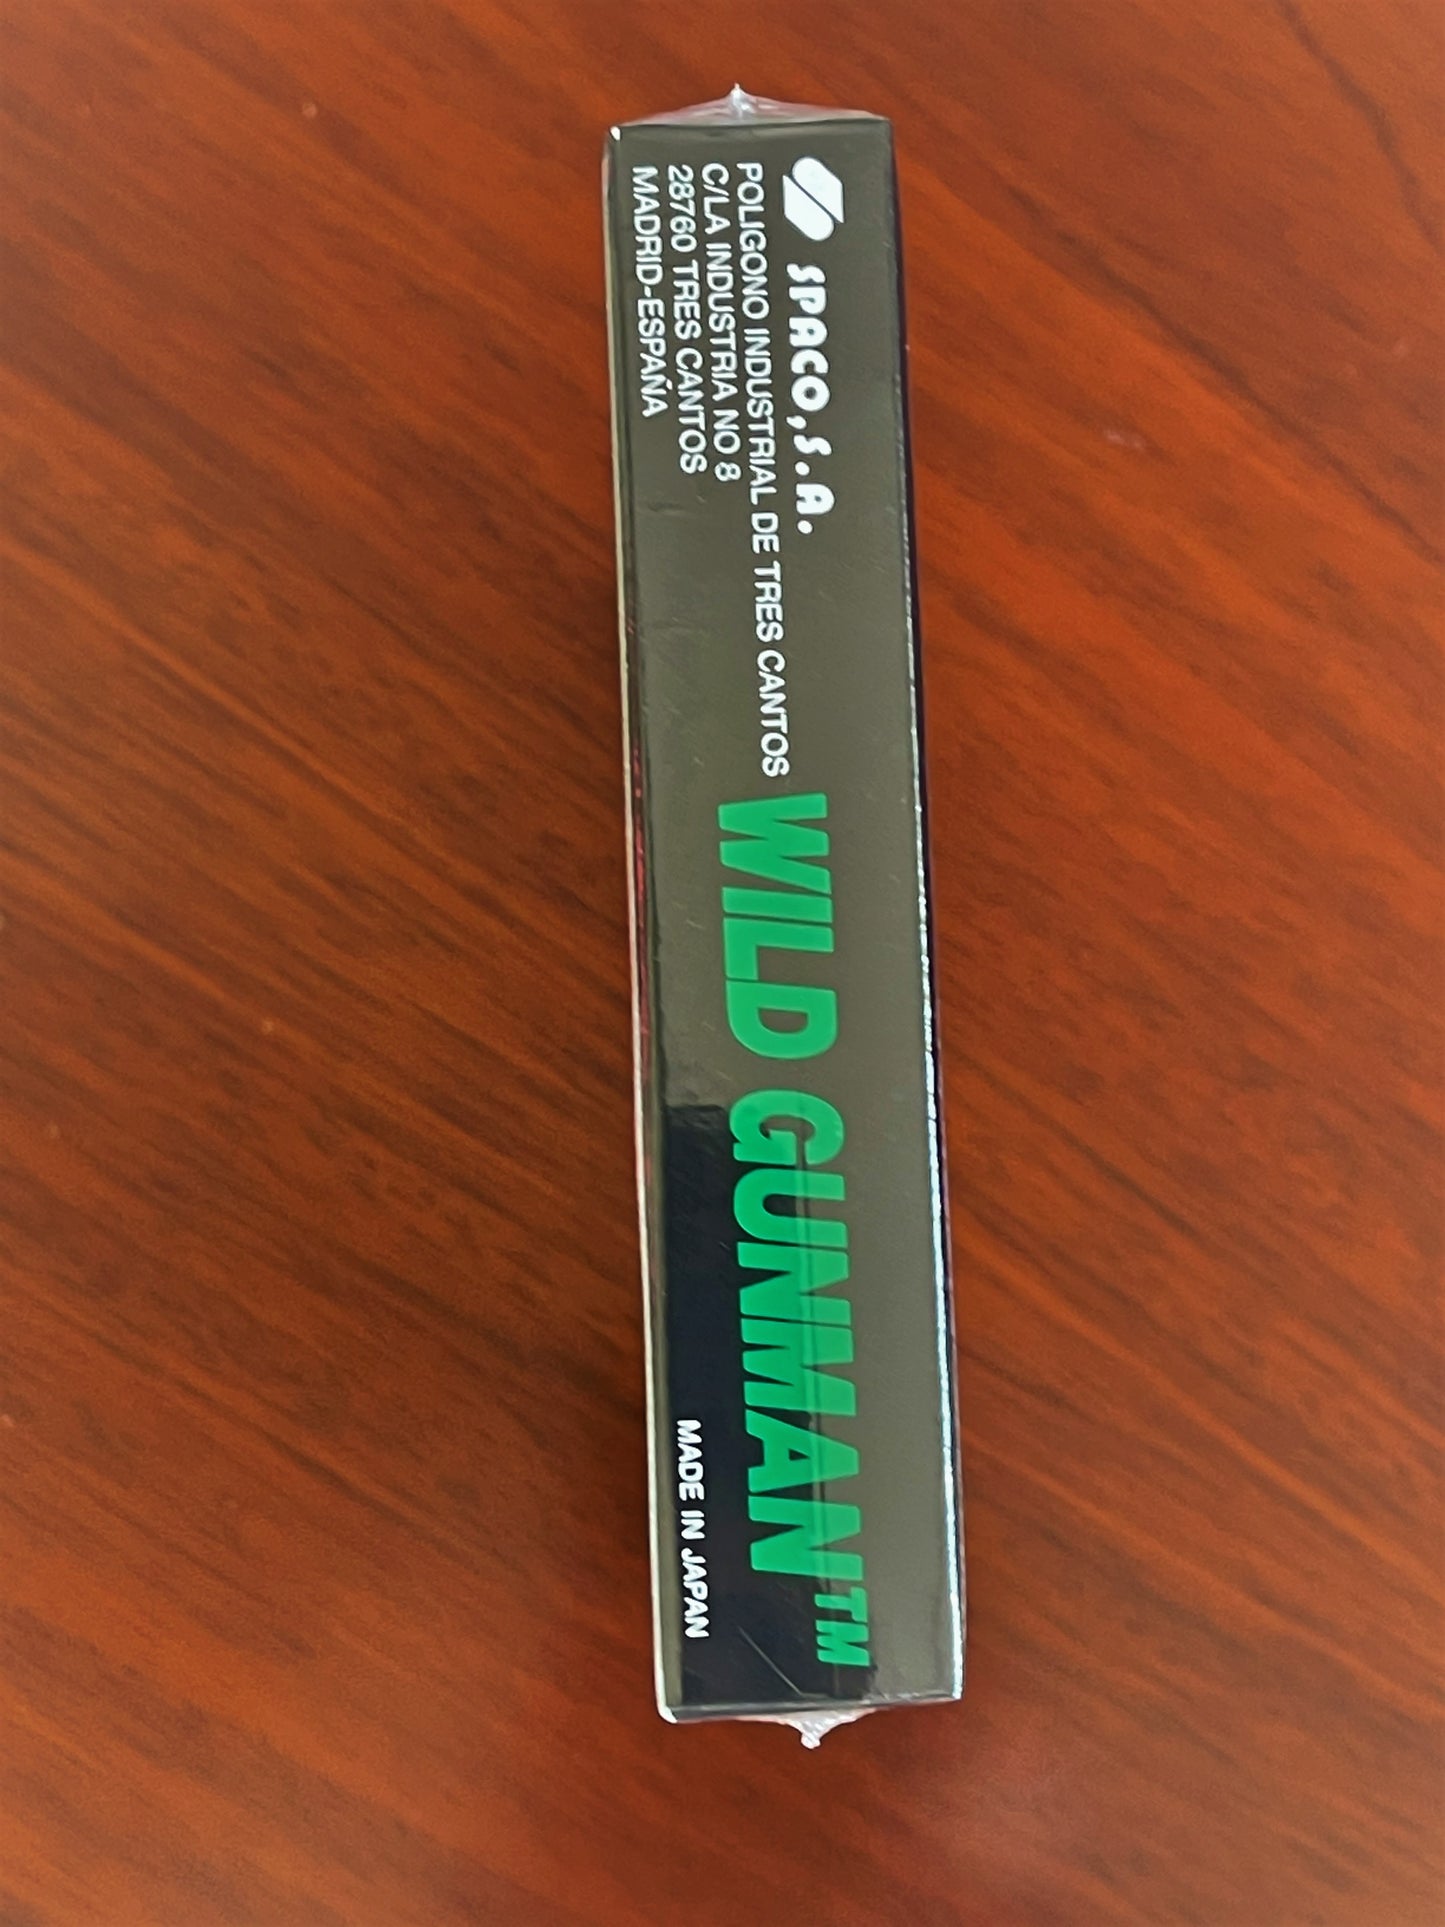 SPACO, S.A.
POLIGONO INDUSTRIAL DE TRES CANTOS
C/LA INDUSTRIA NO 8
28760 TRES CANTOS
MADRID-ESPAÑA
WILD GUNMAN™
MADE IN JAPAN